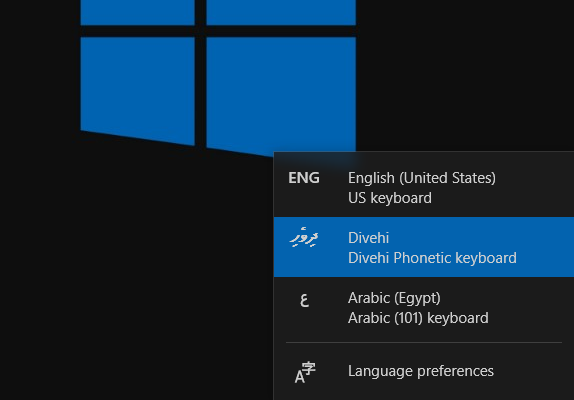 ENG English (United States)
US keyboard
ދިވެހި Divehi
Divehi Phonetic keyboard
ع Arabic (Egypt)
Arabic (101) keyboard
A字 Language preferences